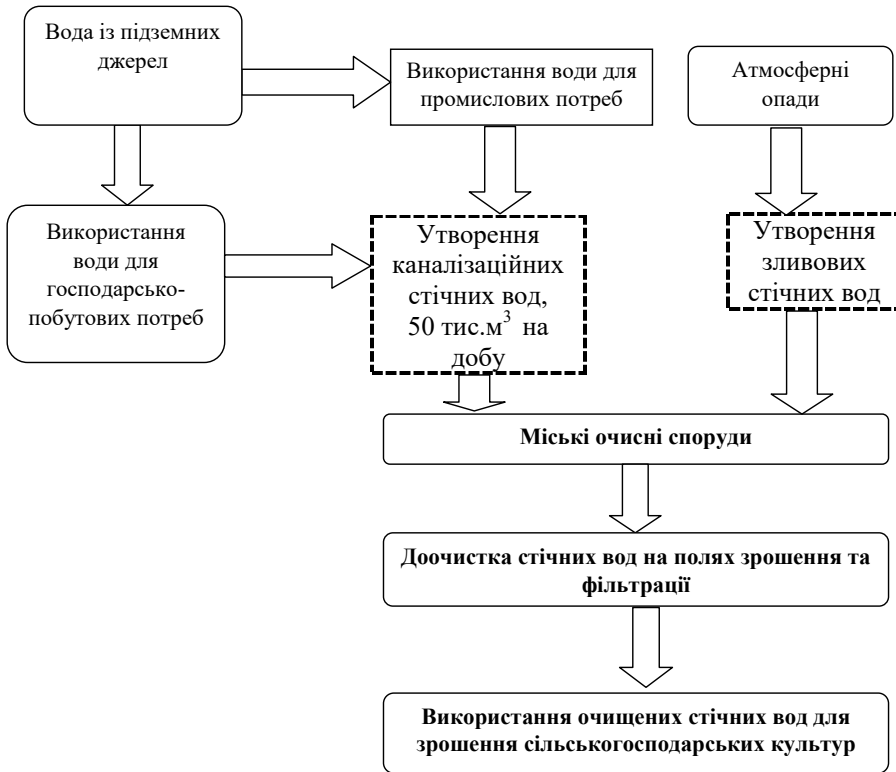 Вода із підземних
джерел
Використання води для
промислових потреб
Атмосферні
опади
Використання
води для
господарсько-
побутових потреб
Утворення
каналізаційних
стічних вод,
50 тис.м³ на
добу
Утворення
зливових
стічних вод
Міські очисні споруди
Доочистка стічних вод на полях зрошення та
фільтрації
Використання очищених стічних вод для
зрошення сільськогосподарських культур